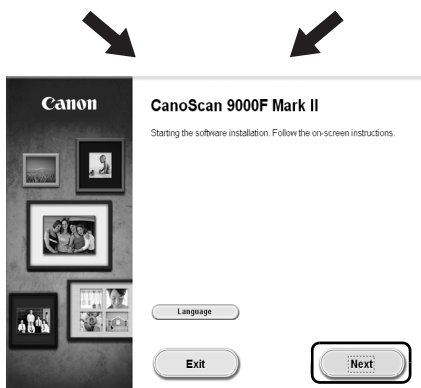 Canon
CanoScan 9000F Mark II
Starting the software installation. Follow the on-screen instructions.
Language
Exit
Next